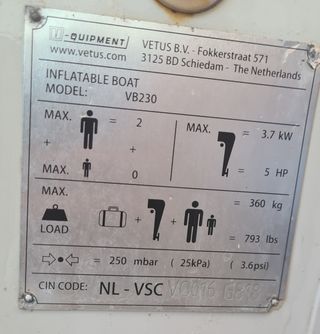 V-QUIPMENT
VETUS B.V. - Fokkerstraat 571
www.vetus.com
3125 BD Schiedam - The Netherlands
INFLATABLE BOAT
MODEL: VB230
MAX. = 2
+ +
MAX. = 0
MAX. = 3.7 kW
= 5 HP
MAX.
LOAD
+ + = 360 kg
= 793 lbs
= 250 mbar ( 25kPa) ( 3.6psi)
CIN CODE: NL - VSC